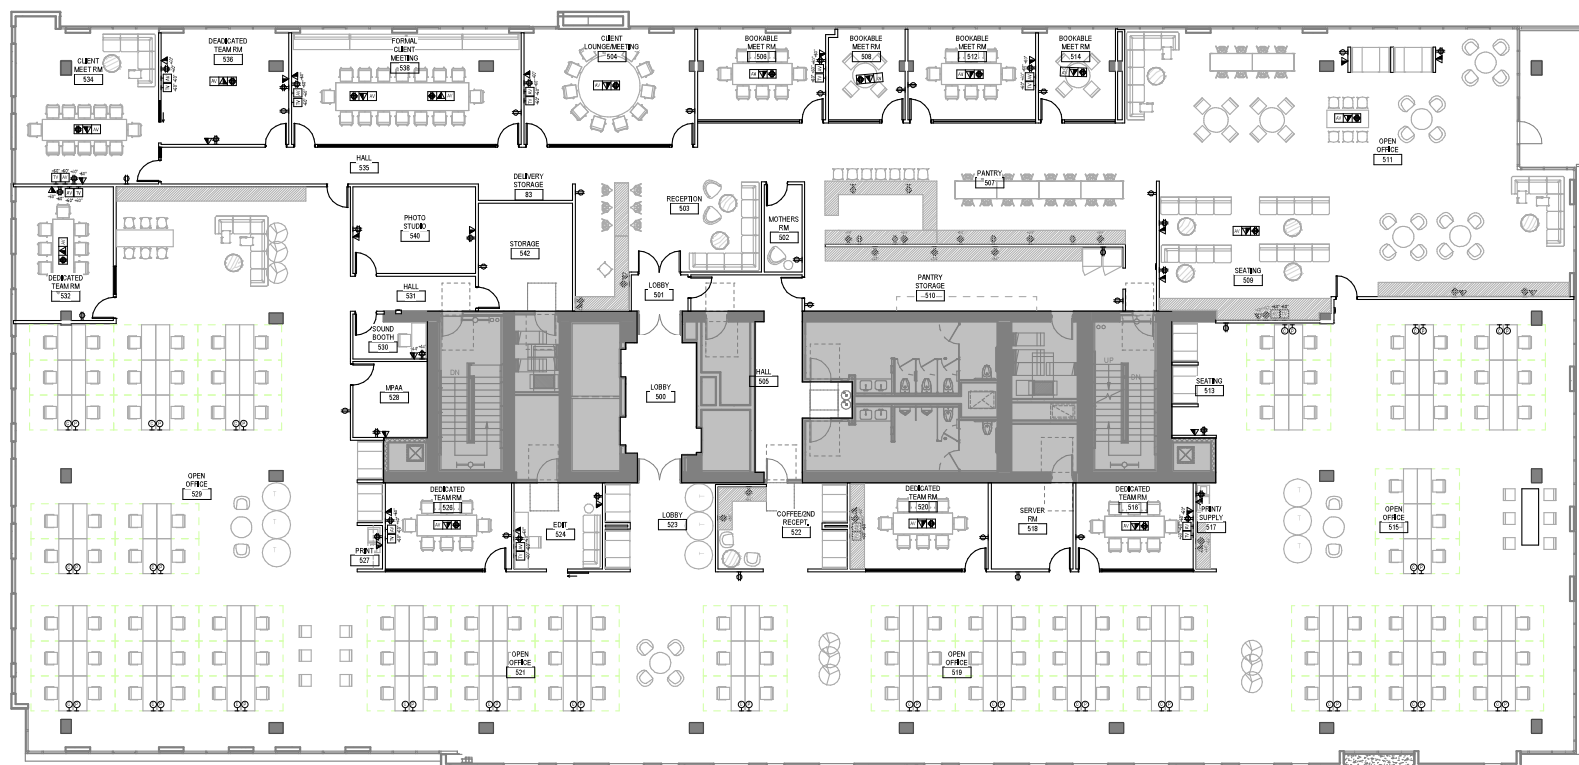 CLIENT
MEET RM
534
DEADICATED
TEAM RM
536
FORMAL
CLIENT
MEETING
538
CLIENT
LOUNGE/MEETING
504
BOOKABLE
MEET RM
506
BOOKABLE
MEET RM
508
BOOKABLE
MEET RM
512
BOOKABLE
MEET RM
514
OPEN
OFFICE
511
HALL
535
DELIVERY
STORAGE
83
RECEPTION
503
PANTRY
507
MOTHERS
RM
502
PHOTO
STUDIO
540
STORAGE
542
DEDICATED
TEAM RM
532
HALL
531
LOBBY
501
PANTRY
STORAGE
510
SEATING
509
SOUND
BOOTH
530
MPAA
528
LOBBY
500
HALL
505
SEATING
513
DN
UP
DN
OPEN
OFFICE
529
DEDICATED
TEAM RM
526
EDIT
524
PRINT
527
LOBBY
523
COFFEE/2ND
RECEPT.
522
DEDICATED
TEAM RM
520
SERVER
RM
518
DEDICATED
TEAM RM
516
PRINT/
SUPPLY
517
OPEN
OFFICE
515
OPEN
OFFICE
521
OPEN
OFFICE
519